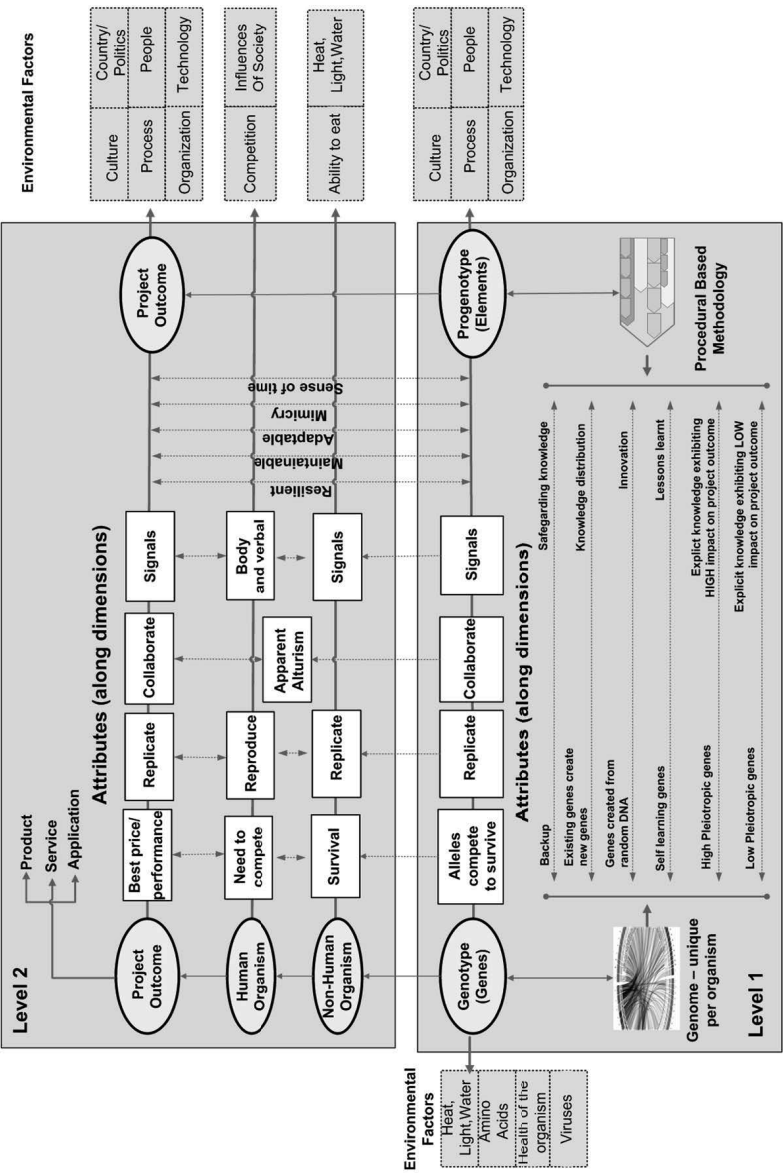 Environmental Factors
Culture
Country/
Politics
Process
People
Organization
Technology
Competition
Influences
Of Society
Ability to eat
Heat,
Light,Water
Culture
Country/
Politics
Process
People
Organization
Technology
Level 2
Product
Service
Application
Attributes (along dimensions)
Project
Outcome
Best price/
performance
Replicate
Collaborate
Signals
Project
Outcome
Human
Organism
Need to
compete
Reproduce
Apparent
Alturism
Body
and verbal
Non-Human
Organism
Survival
Replicate
Signals
Resilient
Maintainable
Adaptable
Mimicry
Sense of time
Environmental
Factors
Heat,
Light,Water
Amino
Acids
Health of the
organism
Viruses
Genotype
(Genes)
Alleles
compete
to survive
Replicate
Collaborate
Signals
Progenotype
(Elements)
Attributes (along dimensions)
Backup
Safegarding knowledge
Existing genes create
new genes
Knowledge distribution
Genes created from
random DNA
Innovation
Self learning genes
Lessons learnt
High Pleiotropic genes
Explict knowledge exhibiting
HIGH impact on project outcome
Low Pleiotropic genes
Explicit knowledge exhibiting LOW
impact on project outcome
Genome – unique
per organism
Procedural Based
Methodology
Level 1